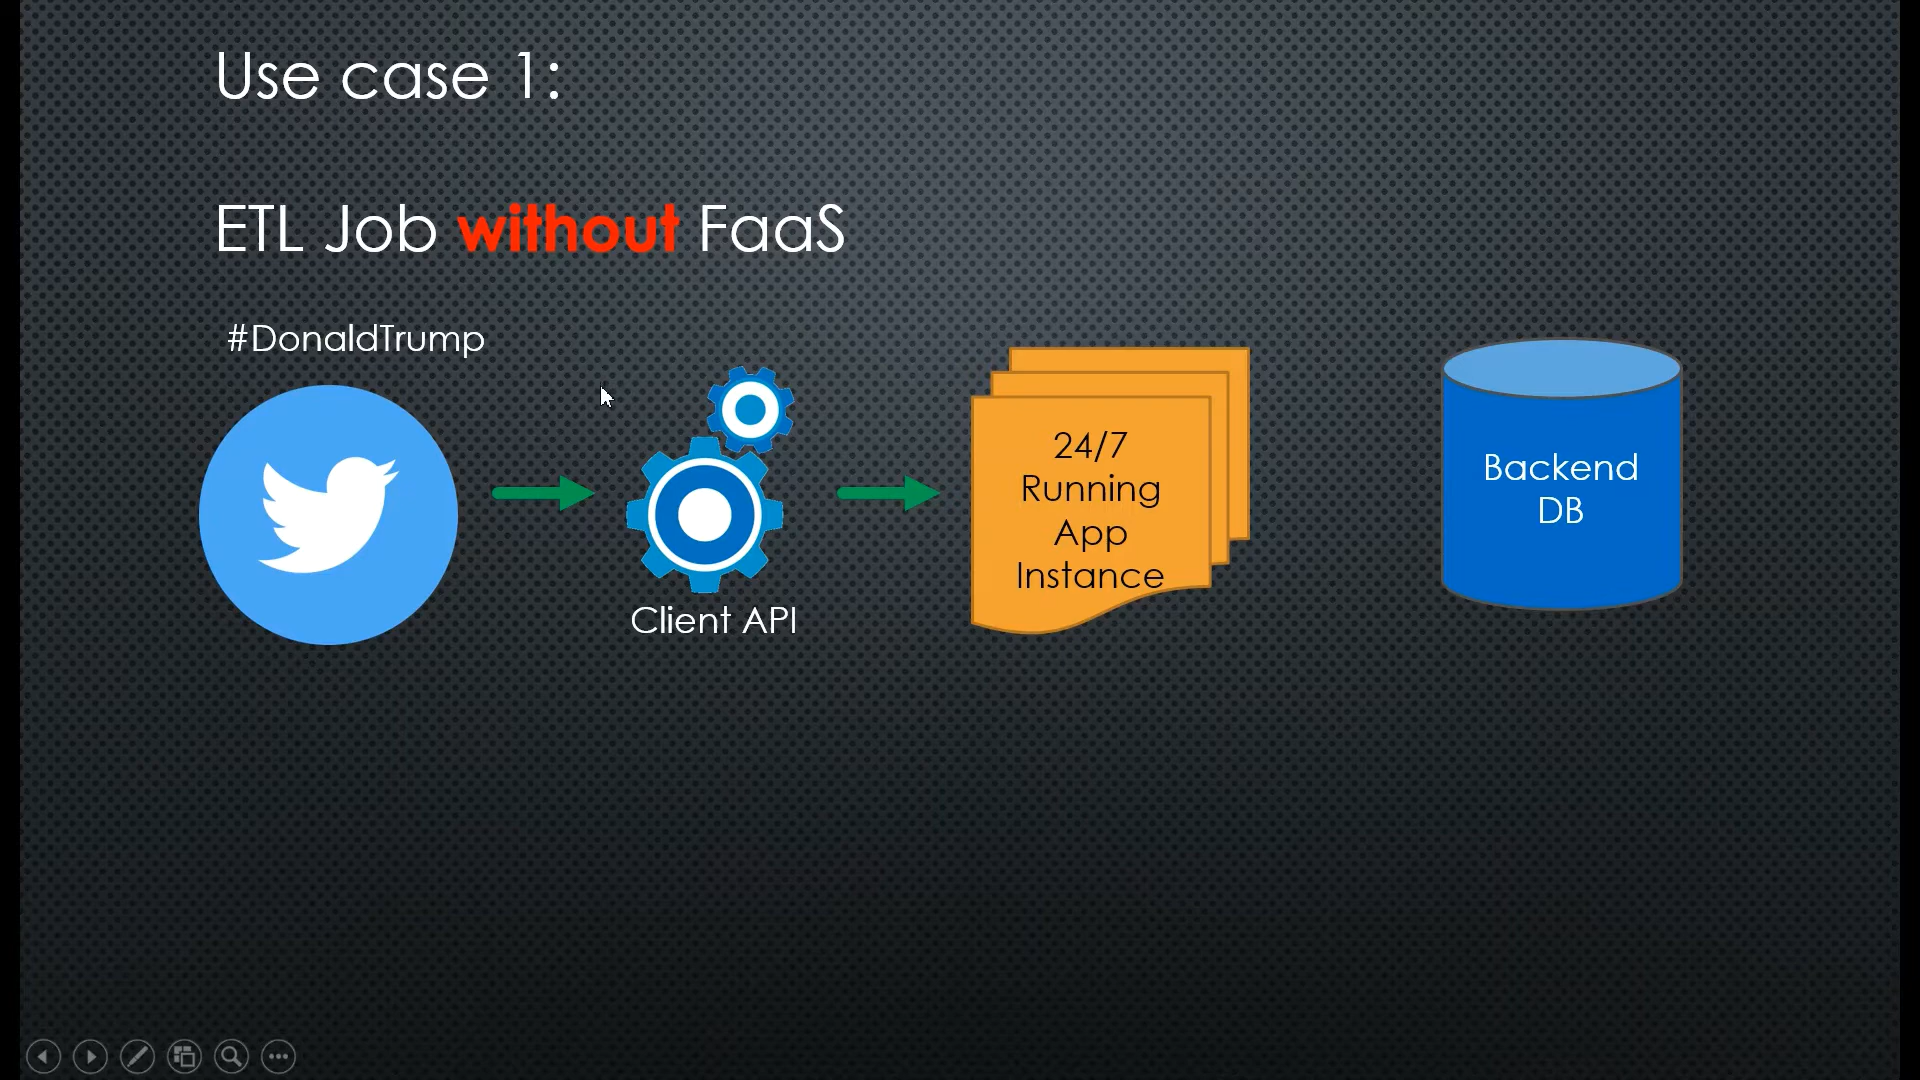 Use case 1:
ETL Job without FaaS
#DonaldTrump
24/7
Running
App
Instance
Backend
DB
Client API